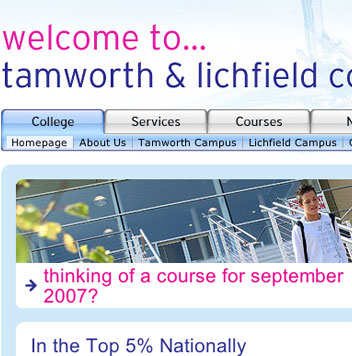 welcome to...
tamworth & lichfield co
College Services Courses N
Homepage About Us Tamworth Campus Lichfield Campus
thinking of a course for september
2007?
In the Top 5% Nationally